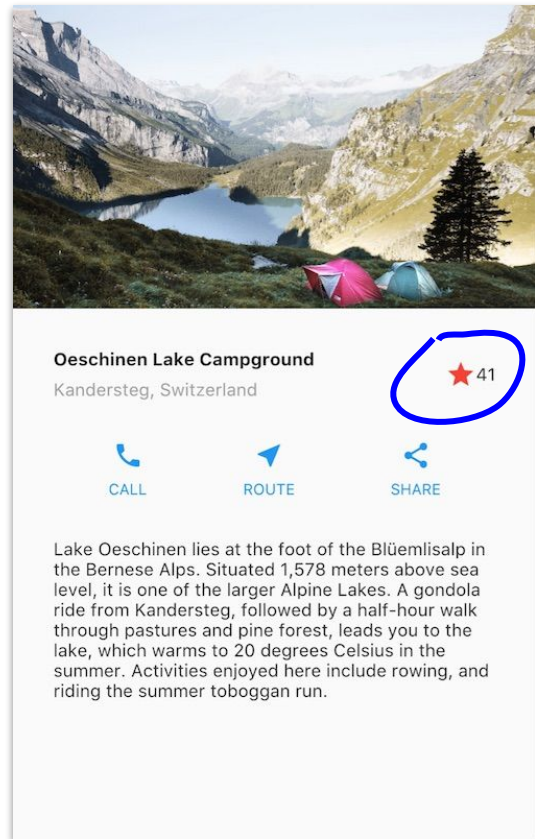 Oeschinen Lake Campground
41
Kandersteg, Switzerland
CALL ROUTE SHARE
Lake Oeschinen lies at the foot of the Blüemlisalp in
the Bernese Alps. Situated 1,578 meters above sea
level, it is one of the larger Alpine Lakes. A gondola
ride from Kandersteg, followed by a half-hour walk
through pastures and pine forest, leads you to the
lake, which warms to 20 degrees Celsius in the
summer. Activities enjoyed here include rowing, and
riding the summer toboggan run.